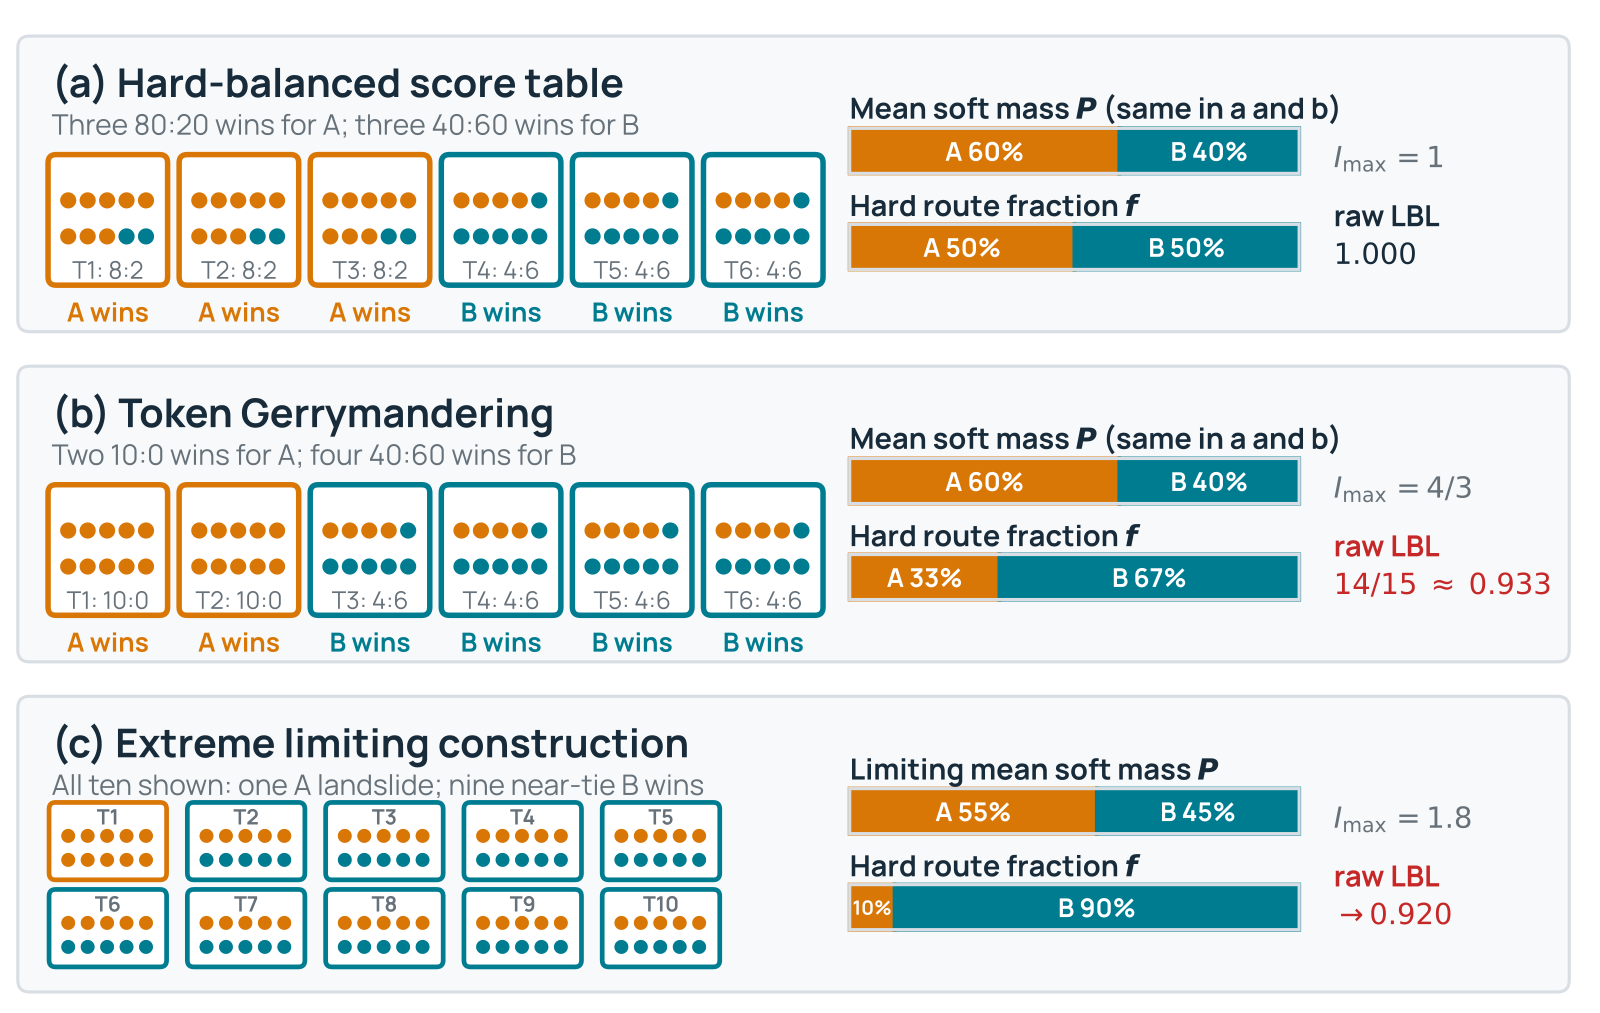 (a) Hard-balanced score table
Three 80:20 wins for A; three 40:60 wins for B
T1: 8:2
T2: 8:2
T3: 8:2
T4: 4:6
T5: 4:6
T6: 4:6
A wins
A wins
A wins
B wins
B wins
B wins
Mean soft mass P (same in a and b)
A 60%
B 40%
Hard route fraction f
A 50%
B 50%
Imax = 1
raw LBL
1.000
(b) Token Gerrymandering
Two 10:0 wins for A; four 40:60 wins for B
T1: 10:0
T2: 10:0
T3: 4:6
T4: 4:6
T5: 4:6
T6: 4:6
A wins
A wins
B wins
B wins
B wins
B wins
Mean soft mass P (same in a and b)
A 60%
B 40%
Hard route fraction f
A 33%
B 67%
Imax = 4/3
raw LBL
14/15 ≈ 0.933
(c) Extreme limiting construction
All ten shown: one A landslide; nine near-tie B wins
T1
T2
T3
T4
T5
T6
T7
T8
T9
T10
Limiting mean soft mass P
A 55%
B 45%
Hard route fraction f
10%
B 90%
Imax = 1.8
raw LBL
→0.920